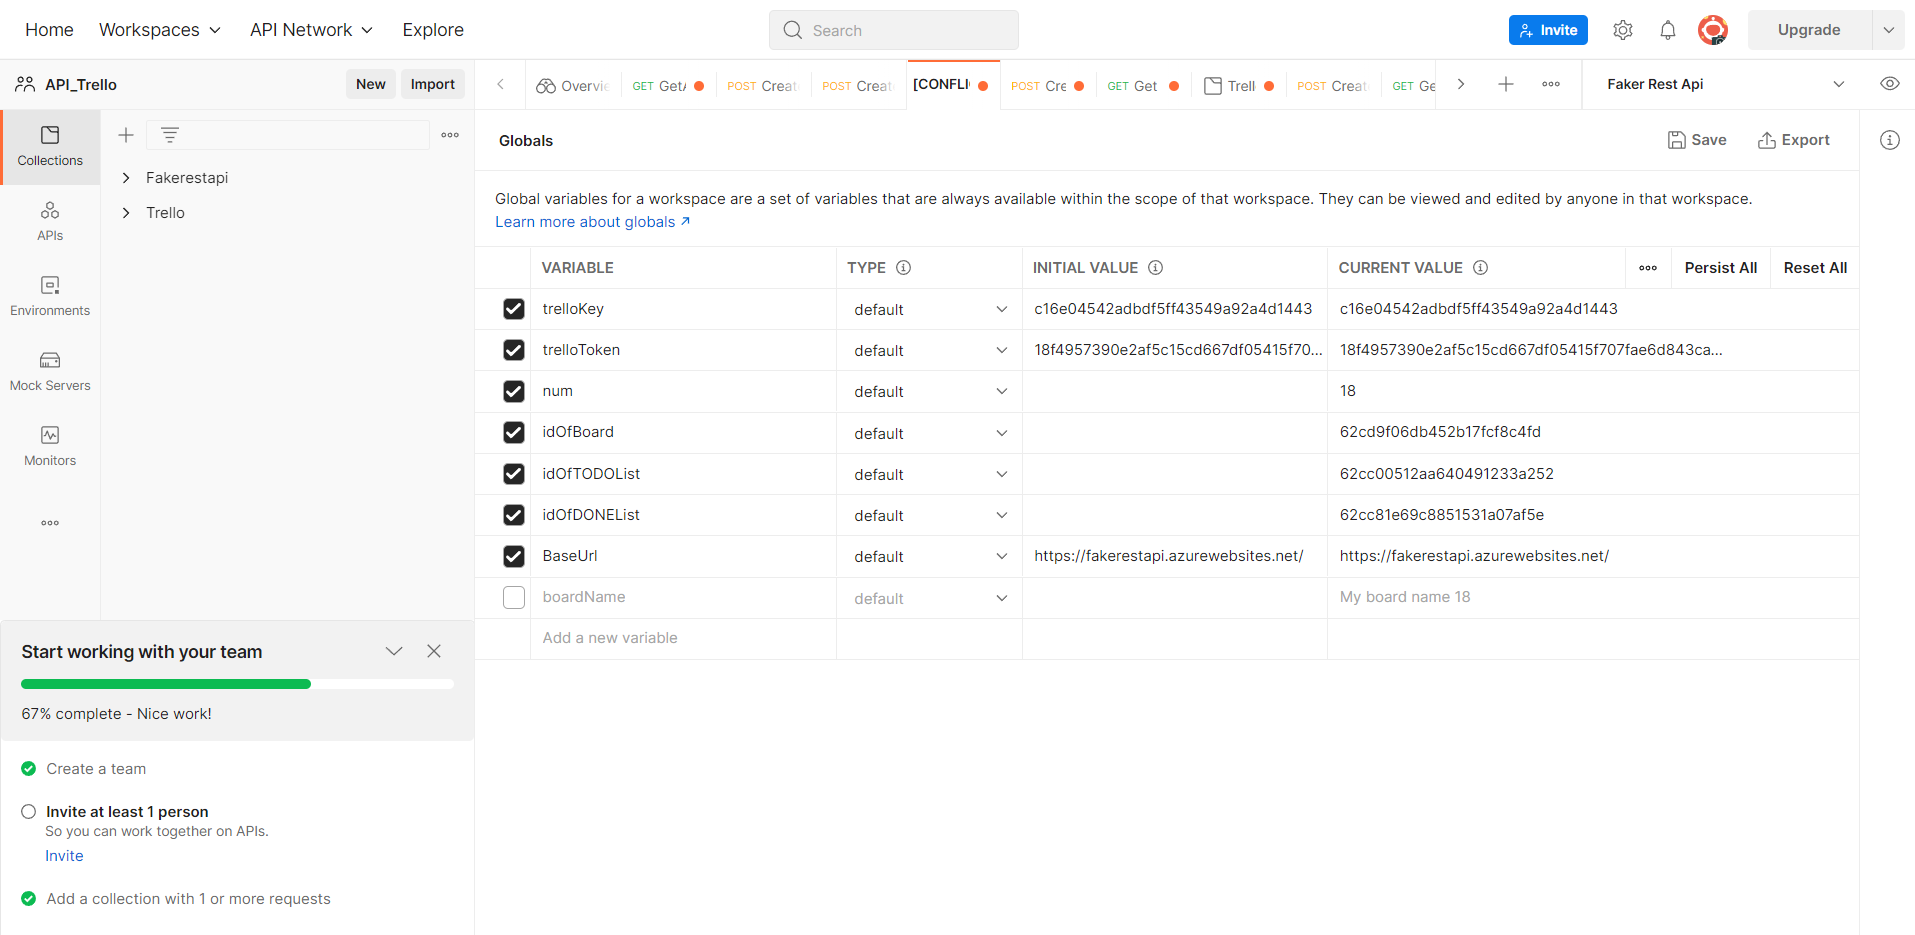 Home Workspaces API Network Explore Search Invite Upgrade
API_Trello New Import Overvie GET GetA POST Creat POST Creat [CONFLI POST Cre GET Get Trell POST Creat GET Ge Faker Rest Api
Collections
APIs
Environments
Mock Servers
Monitors
Fakerestapi
Trello
Globals Save Export
Global variables for a workspace are a set of variables that are always available within the scope of that workspace. They can be viewed and edited by anyone in that workspace.
Learn more about globals ↗
VARIABLE TYPE INITIAL VALUE CURRENT VALUE Persist All Reset All
trelloKey default c16e04542adbdf5ff43549a92a4d1443 c16e04542adbdf5ff43549a92a4d1443
trelloToken default 18f4957390e2af5c15cd667df05415f70... 18f4957390e2af5c15cd667df05415f707fae6d843ca...
num default 18
idOfBoard default 62cd9f06db452b17fcf8c4fd
idOfTODOList default 62cc00512aa640491233a252
idOfDONEList default 62cc81e69c8851531a07af5e
BaseUrl default https://fakerestapi.azurewebsites.net/ https://fakerestapi.azurewebsites.net/
boardName default My board name 18
Add a new variable
Start working with your team
67% complete - Nice work!
Create a team
Invite at least 1 person
So you can work together on APIs.
Invite
Add a collection with 1 or more requests